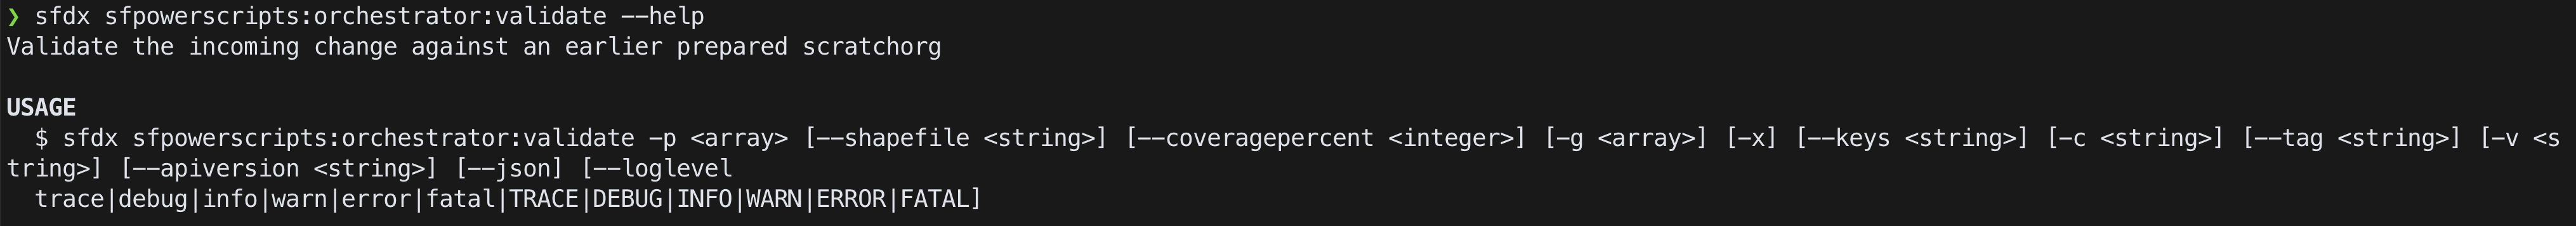 ❯ sfdx sfpowerscripts:orchestrator:validate --help
Validate the incoming change against an earlier prepared scratchorg
USAGE
$ sfdx sfpowerscripts:orchestrator:validate -p <array> [--shapefile <string>] [--coveragepercent <integer>] [-g <array>] [-x] [--keys <string>] [-c <string>] [--tag <string>] [-v <s
tring>] [--apiversion <string>] [--json] [--loglevel
trace|debug|info|warn|error|fatal|TRACE|DEBUG|INFO|WARN|ERROR|FATAL]